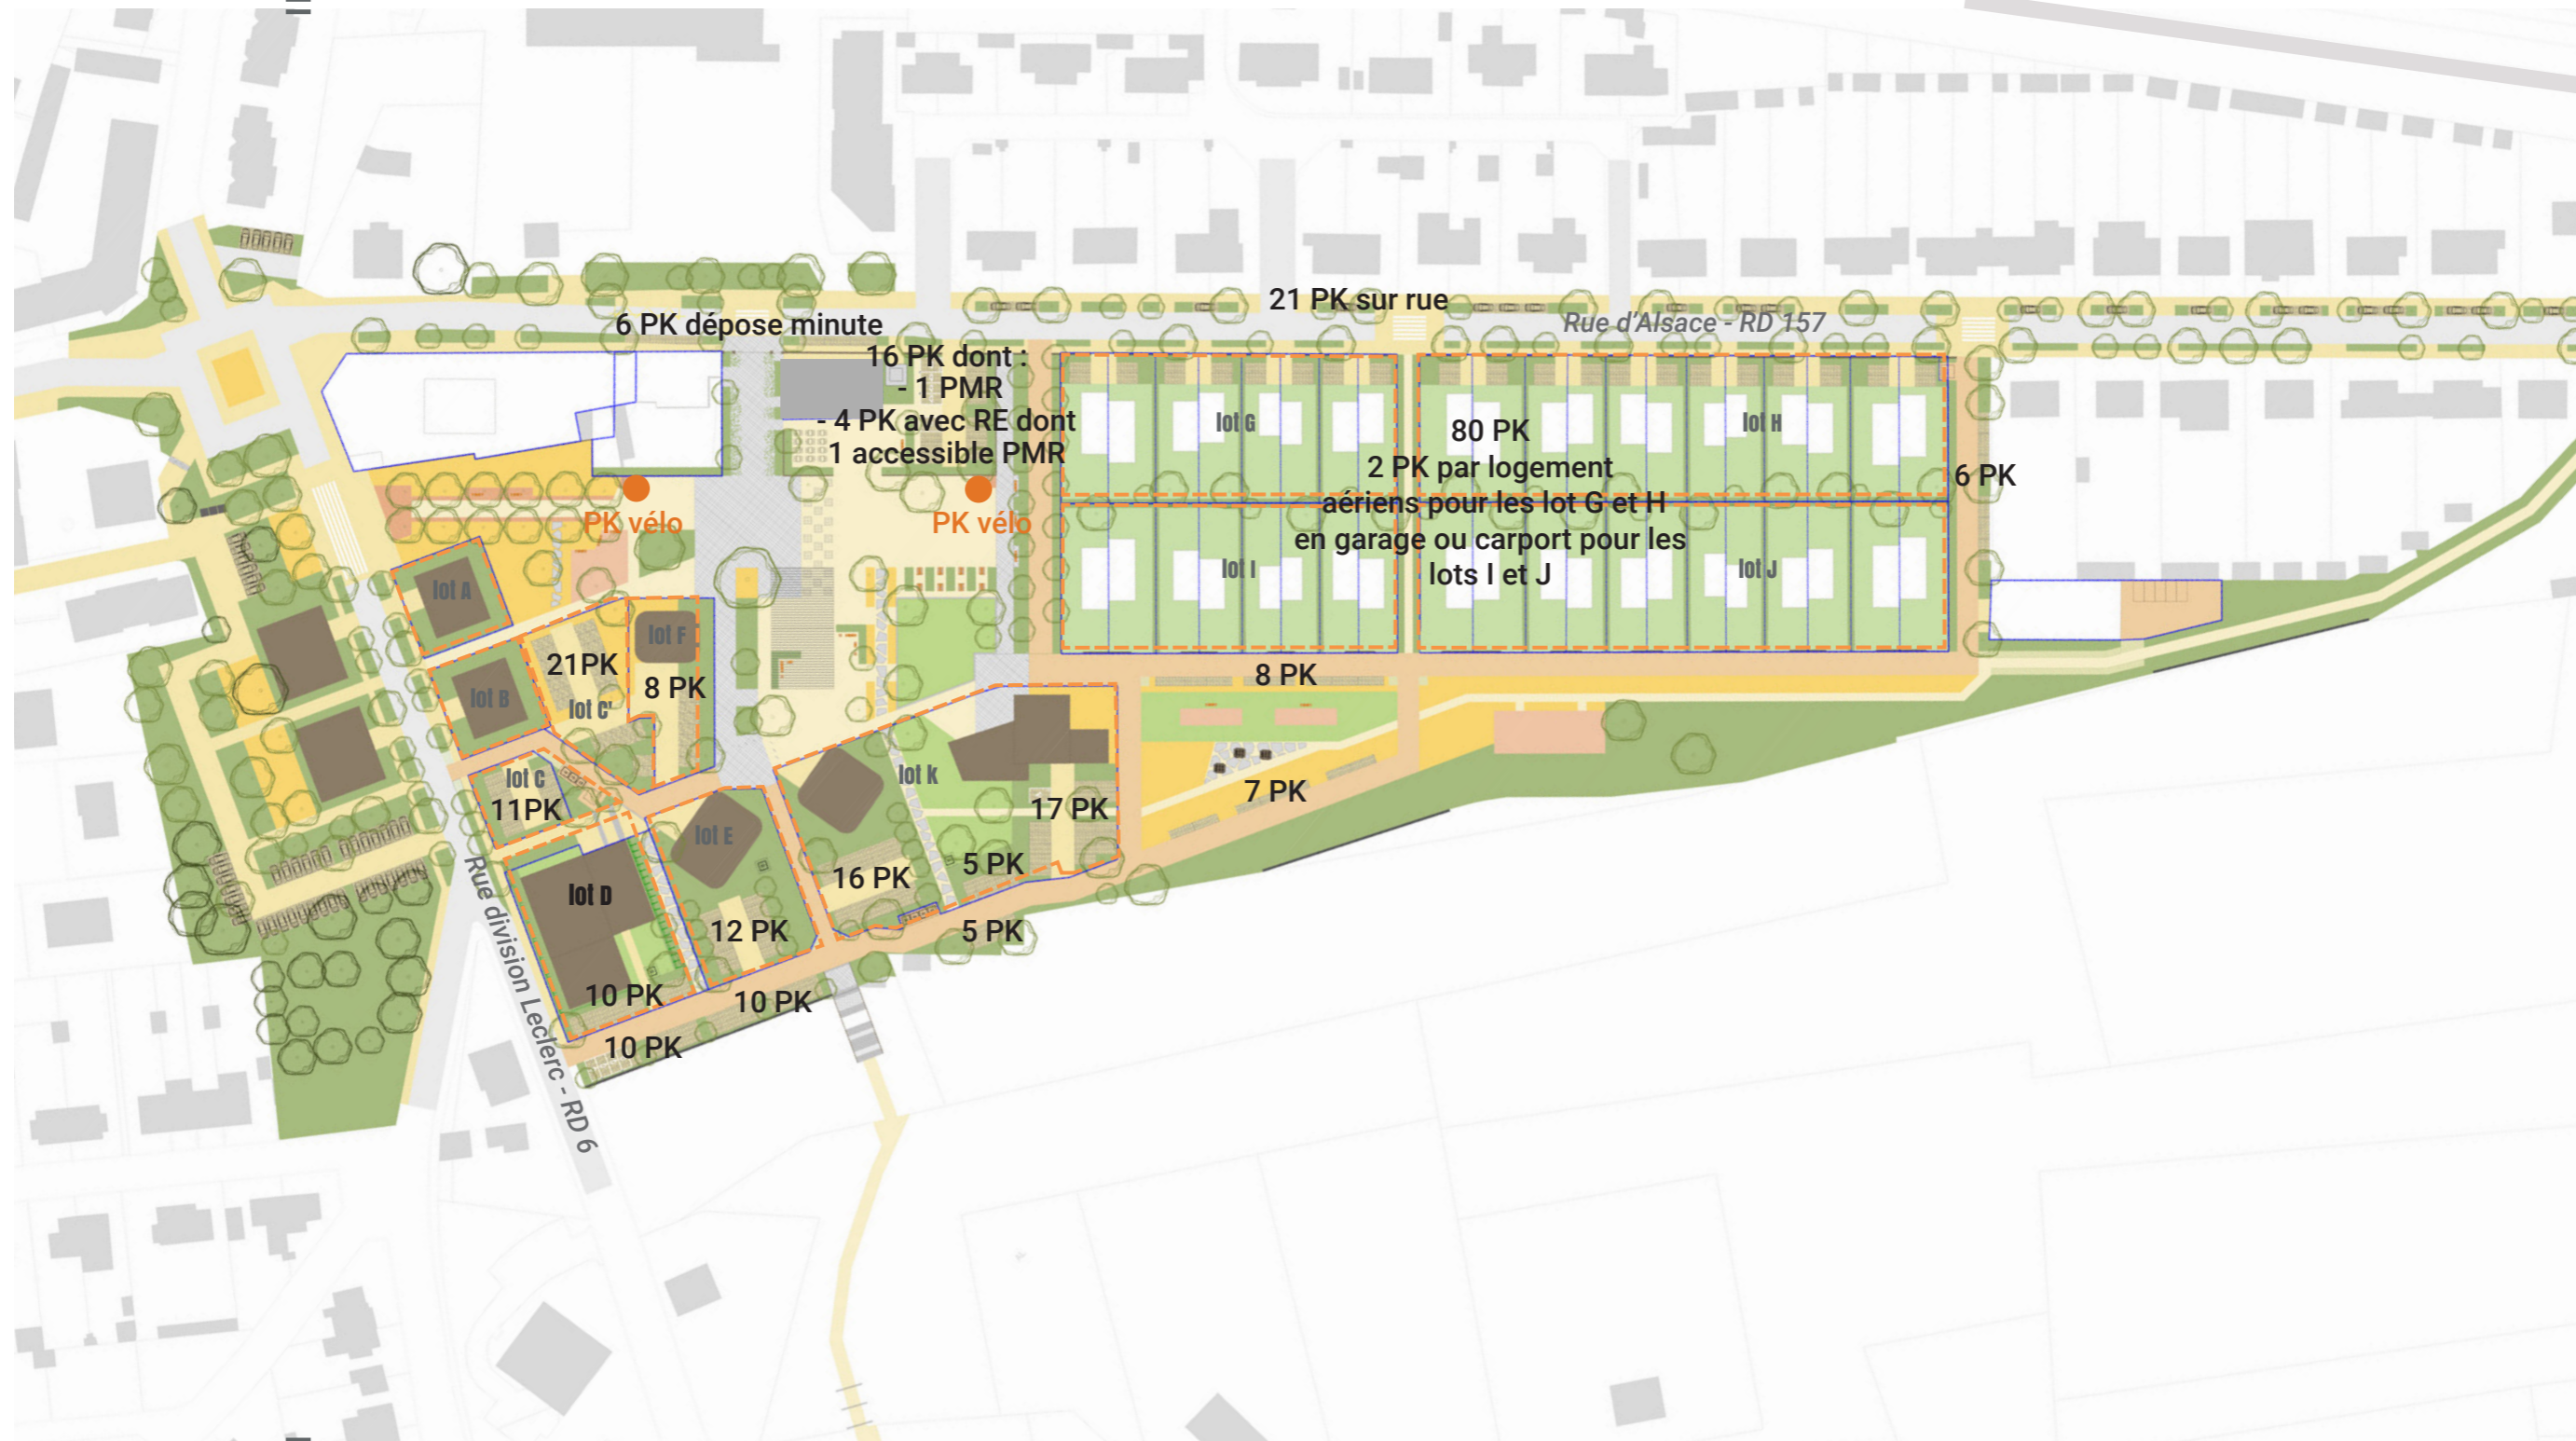 21 PK sur rue
6 PK dépose minute
Rue d'Alsace - RD 157
16 PK dont :
- 1 PMR
- 4 PK avec RE dont
1 accessible PMR
lot G
lot H
80 PK
2 PK par logement
aériens pour les lot G et H
en garage ou carport pour les
lots I et J
6 PK
PK vélo
PK vélo
lot I
lot J
lot A
lot F
21PK
8 PK
lot B
lot C'
8 PK
lot C
11PK
lot k
17 PK
7 PK
lot E
16 PK
5 PK
lot D
12 PK
5 PK
10 PK
10 PK
10 PK
Rue division Leclerc - RD 6